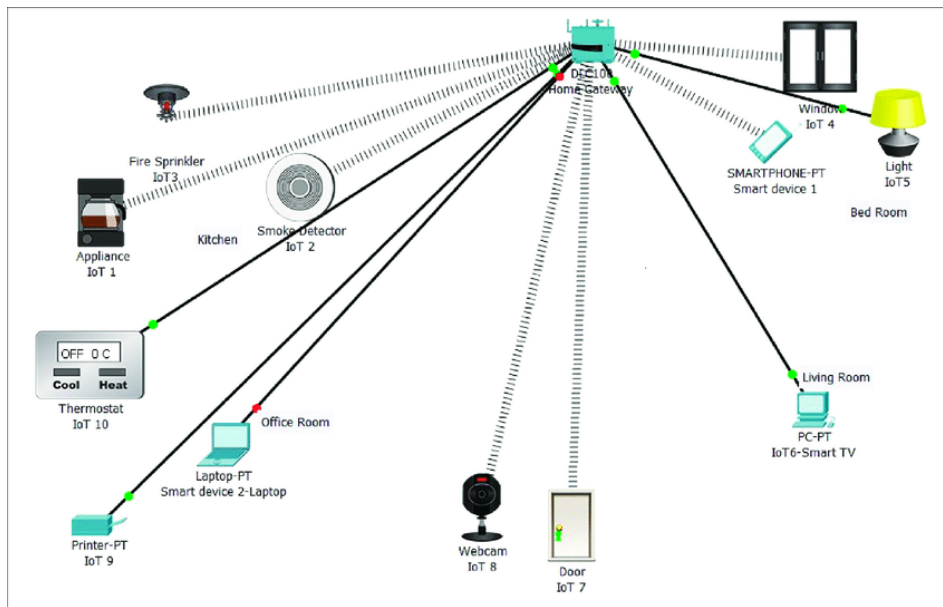 DLC100
Home Gateway
Window
IoT 4
Fire Sprinkler
IoT3
SMARTPHONE-PT
Smart device 1
Light
IoT5
Bed Room
Smoke Detector
IoT 2
Kitchen
Appliance
IoT 1
OFF 0 C
Cool Heat
Thermostat
IoT 10
Living Room
Office Room
PC-PT
IoT6-Smart TV
Laptop-PT
Smart device 2-Laptop
Printer-PT
IoT 9
Webcam
IoT 8
Door
IoT 7